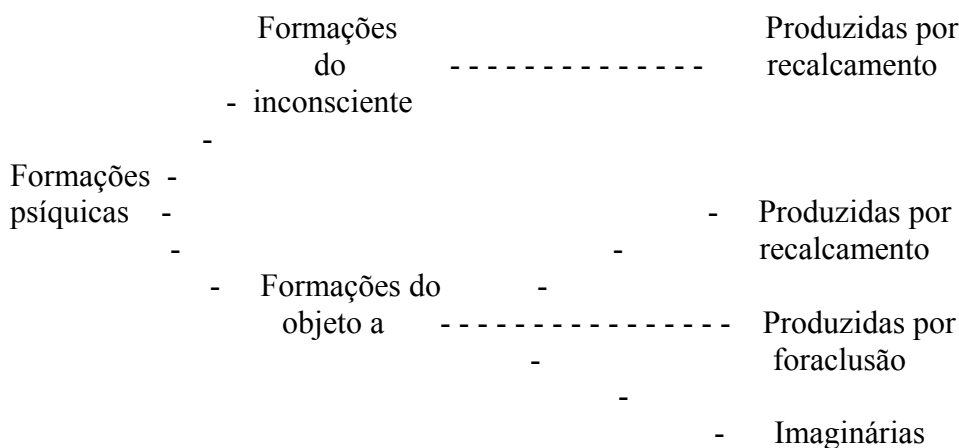 Formações
do
inconsciente
Produzidas por
recalcamento
Formações
psíquicas
Produzidas por
recalcamento
Formações do
objeto a
Produzidas por
foraclusão
Imaginárias